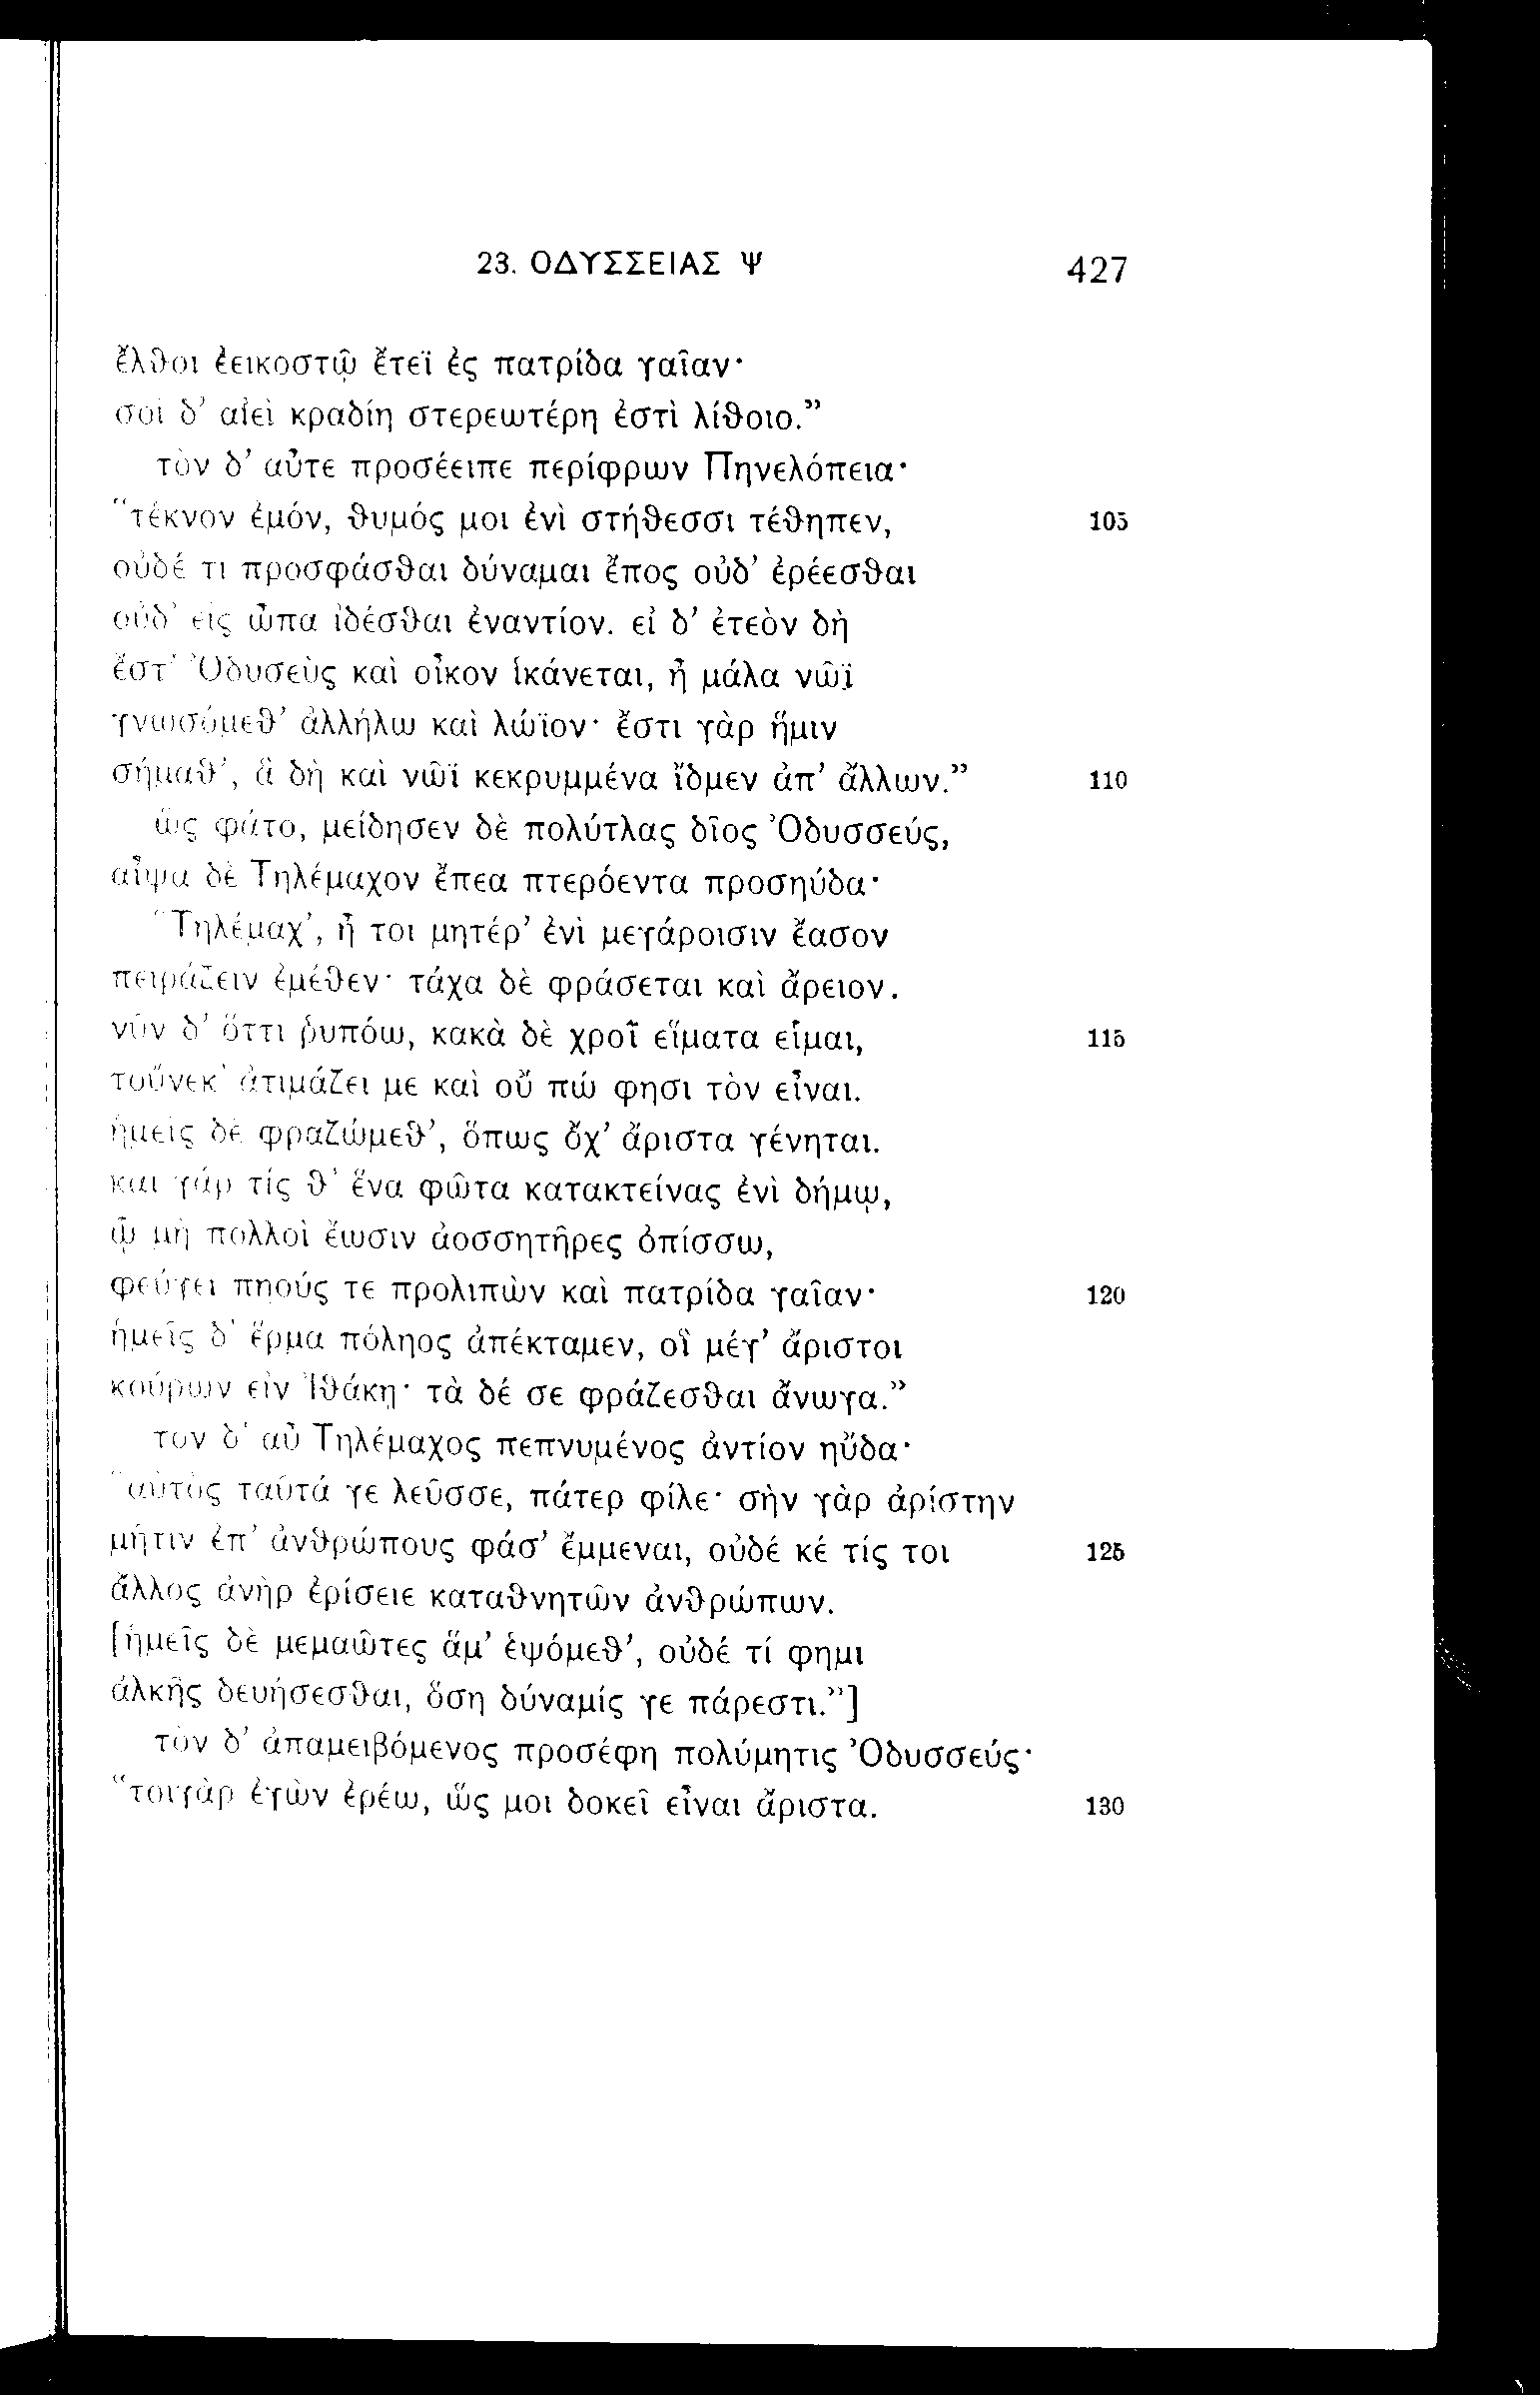 23. ΟΔΥΣΣΕΙΑΣ Ψ 427
ἔλθοι ἐεικοστῷ ἔτεϊ ἐς πατρίδα γαῖαν·
σοὶ δ’ αἰεὶ κραδίη στερεωτέρη ἐστὶ λίθοιο.”
τὸν δ’ αὖτε προσέειπε περίφρων Πηνελόπεια·
“τέκνον ἐμόν, θυμός μοι ἐνὶ στήθεσσι τέθηπεν, 105
οὐδέ τι προσφάσθαι δύναμαι ἔπος οὐδ’ ἐρέεσθαι
οὐδ’ εἰς ὦπα ἰδέσθαι ἐναντίον. εἰ δ’ ἐτεὸν δὴ
ἔστ’ Ὀδυσεὺς καὶ οἶκον ἱκάνεται, ἦ μάλα νῶϊ
γνωσόμεθ’ ἀλλήλω καὶ λώϊον· ἔστι γὰρ ἥμιν
σήμαθ’, ἃ δὴ καὶ νῶϊ κεκρυμμένα ἴδμεν ἀπ’ ἄλλων.” 110
ὣς φάτο, μείδησεν δὲ πολύτλας δῖος Ὀδυσσεύς,
αἶψα δὲ Τηλέμαχον ἔπεα πτερόεντα προσηύδα·
“Τηλέμαχ’, ἦ τοι μητέρ’ ἐνὶ μεγάροισιν ἔασον
πειράζειν ἐμέθεν· τάχα δὲ φράσεται καὶ ἄρειον.
νῦν δ’ ὅττι ῥυπόω, κακὰ δὲ χροῒ εἵματα εἷμαι, 115
τοὔνεκ’ ἀτιμάζει με καὶ οὔ πώ φησι τὸν εἶναι.
ἡμεῖς δὲ φραζώμεθ’, ὅπως ὄχ’ ἄριστα γένηται.
καὶ γάρ τίς θ’ ἕνα φῶτα κατακτείνας ἐνὶ δήμῳ,
ᾧ μὴ πολλοὶ ἔωσιν ἀοσσητῆρες ὀπίσσω,
φεύγει πηούς τε προλιπὼν καὶ πατρίδα γαῖαν· 120
ἡμεῖς δ’ ἕρμα πόληος ἀπέκταμεν, οἳ μέγ’ ἄριστοι
κούρων εἰν Ἰθάκῃ· τὰ δέ σε φράζεσθαι ἄνωγα.”
τὸν δ’ αὖ Τηλέμαχος πεπνυμένος ἀντίον ηὔδα·
“αὐτὸς ταῦτά γε λεῦσσε, πάτερ φίλε· σὴν γὰρ ἀρίστην
μῆτιν ἐπ’ ἀνθρώπους φάσ’ ἔμμεναι, οὐδέ κέ τίς τοι 125
ἄλλος ἀνὴρ ἐρίσειε καταθνητῶν ἀνθρώπων.
[ἡμεῖς δὲ μεμαῶτες ἅμ’ ἑψόμεθ’, οὐδέ τί φημι
ἀλκῆς δευήσεσθαι, ὅση δύναμίς γε πάρεστι.”]
τὸν δ’ ἀπαμειβόμενος προσέφη πολύμητις Ὀδυσσεύς·
“τοιγὰρ ἐγὼν ἐρέω, ὥς μοι δοκεῖ εἶναι ἄριστα. 130